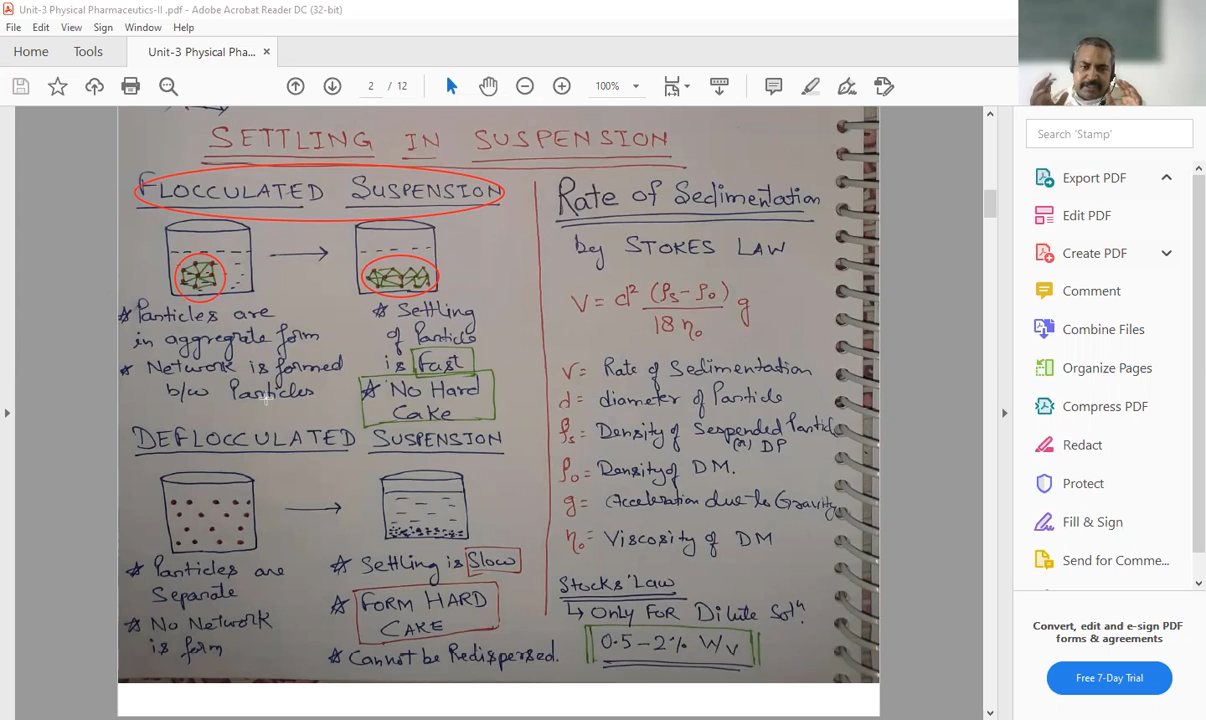 Unit-3 Physical Pharmaceutics-II .pdf - Adobe Acrobat Reader DC (32-bit)
File Edit View Sign Window Help
Home Tools Unit-3 Physical Pha... ×
2 / 12 100%
SETTLING IN SUSPENSION
FLOCCULATED SUSPENSION
* Particles are
in aggregate form
* Network is formed
b/w Particles
* Settling
of Particle
is Fast
* No Hard
Cake
DEFLOCCULATED SUSPENSION
* Particles are
Separate
* No Network
is form
* Settling is Slow
* FORM HARD
CAKE
* Cannot be Redispersed.
Rate of Sedimentation
by STOKES LAW
V = d² (ρs - ρo) g
18 ηo
v = Rate of Sedimentation
d = diameter of Particle
ρs = Density of Suspended Particle
(or) DP
ρo = Density of DM.
g = Acceleration due to Gravity
ηo = Viscosity of DM
Stocks' Law
↳ Only FOR Dilute Solⁿ
0.5 - 2% W/V
Search 'Stamp'
Export PDF
Edit PDF
Create PDF
Comment
Combine Files
Organize Pages
Compress PDF
Redact
Protect
Fill & Sign
Send for Comme...
Convert, edit and e-sign PDF
forms & agreements
Free 7-Day Trial